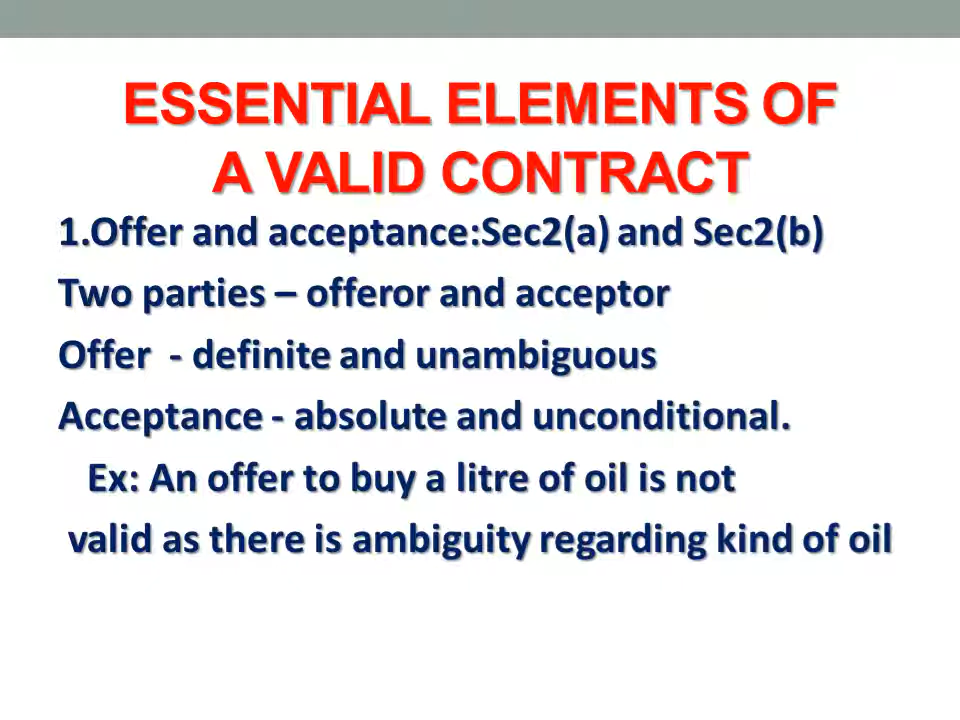 ESSENTIAL ELEMENTS OF
A VALID CONTRACT
1.Offer and acceptance:Sec2(a) and Sec2(b)
Two parties – offeror and acceptor
Offer - definite and unambiguous
Acceptance - absolute and unconditional.
Ex: An offer to buy a litre of oil is not
valid as there is ambiguity regarding kind of oil